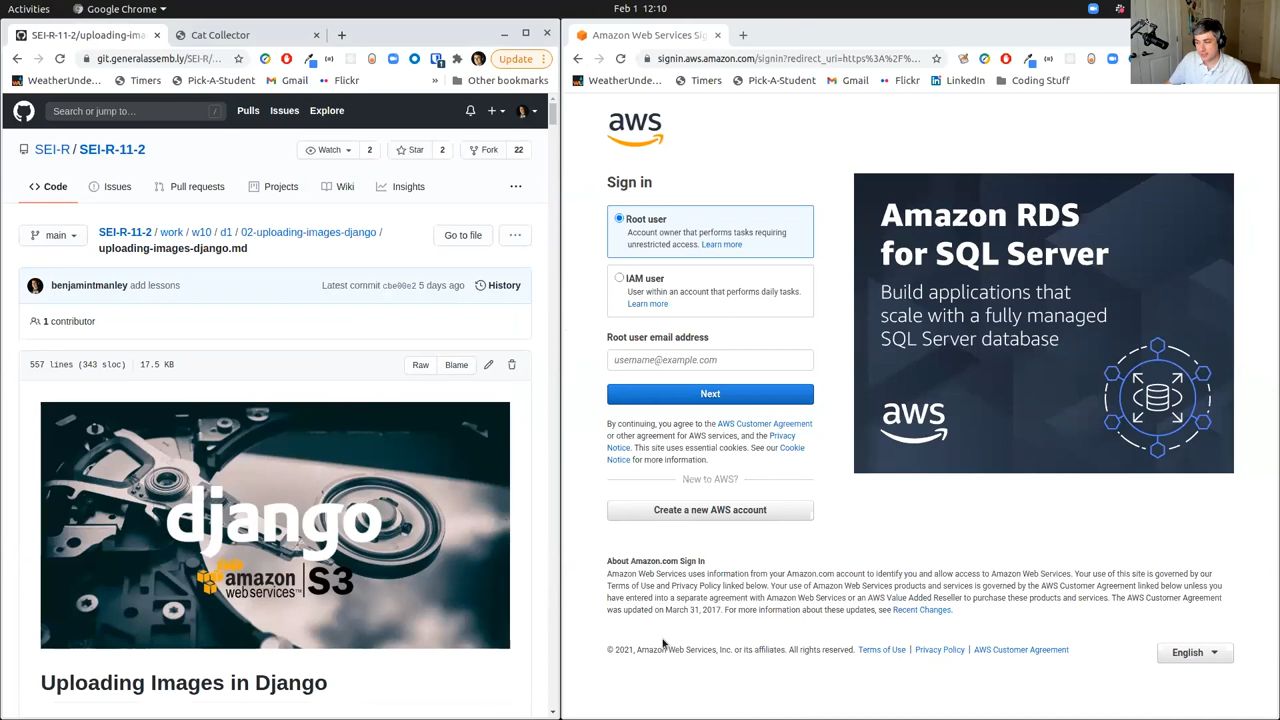 Activities
Google Chrome
Feb 1 12:10
SEI-R-11-2/uploading-ima
Cat Collector
git.generalassemb.ly/SEI-R/
Update
WeatherUnde…
Timers
Pick-A-Student
Gmail
Flickr
»
Other bookmarks
Search or jump to…
/
Pulls
Issues
Explore
SEI-R / SEI-R-11-2
Watch
2
Star
2
Fork
22
Code
Issues
Pull requests
Projects
Wiki
Insights
main
SEI-R-11-2 / work / w10 / d1 / 02-uploading-images-django /
uploading-images-django.md
Go to file
benjamintmanley add lessons
Latest commit cbe00e2 5 days ago
History
1 contributor
557 lines (343 sloc)
17.5 KB
Raw
Blame
django
amazon
web services™
S3
Uploading Images in Django
Amazon Web Services Sig
signin.aws.amazon.com/signin?redirect_uri=https%3A%2F%…
WeatherUnde…
Timers
Pick-A-Student
Gmail
Flickr
LinkedIn
Coding Stuff
aws
Sign in
Root user
Account owner that performs tasks requiring
unrestricted access. Learn more
IAM user
User within an account that performs daily tasks.
Learn more
Root user email address
username@example.com
Next
By continuing, you agree to the AWS Customer Agreement
or other agreement for AWS services, and the Privacy
Notice. This site uses essential cookies. See our Cookie
Notice for more information.
New to AWS?
Create a new AWS account
Amazon RDS
for SQL Server
Build applications that
scale with a fully managed
SQL Server database
aws
About Amazon.com Sign In
Amazon Web Services uses information from your Amazon.com account to identify you and allow access to Amazon Web Services. Your use of this site is governed by our
Terms of Use and Privacy Policy linked below. Your use of Amazon Web Services products and services is governed by the AWS Customer Agreement linked below unless you
have entered into a separate agreement with Amazon Web Services or an AWS Value Added Reseller to purchase these products and services. The AWS Customer Agreement
was updated on March 31, 2017. For more information about these updates, see Recent Changes.
© 2021, Amazon Web Services, Inc. or its affiliates. All rights reserved.
Terms of Use
|
Privacy Policy
|
AWS Customer Agreement
English